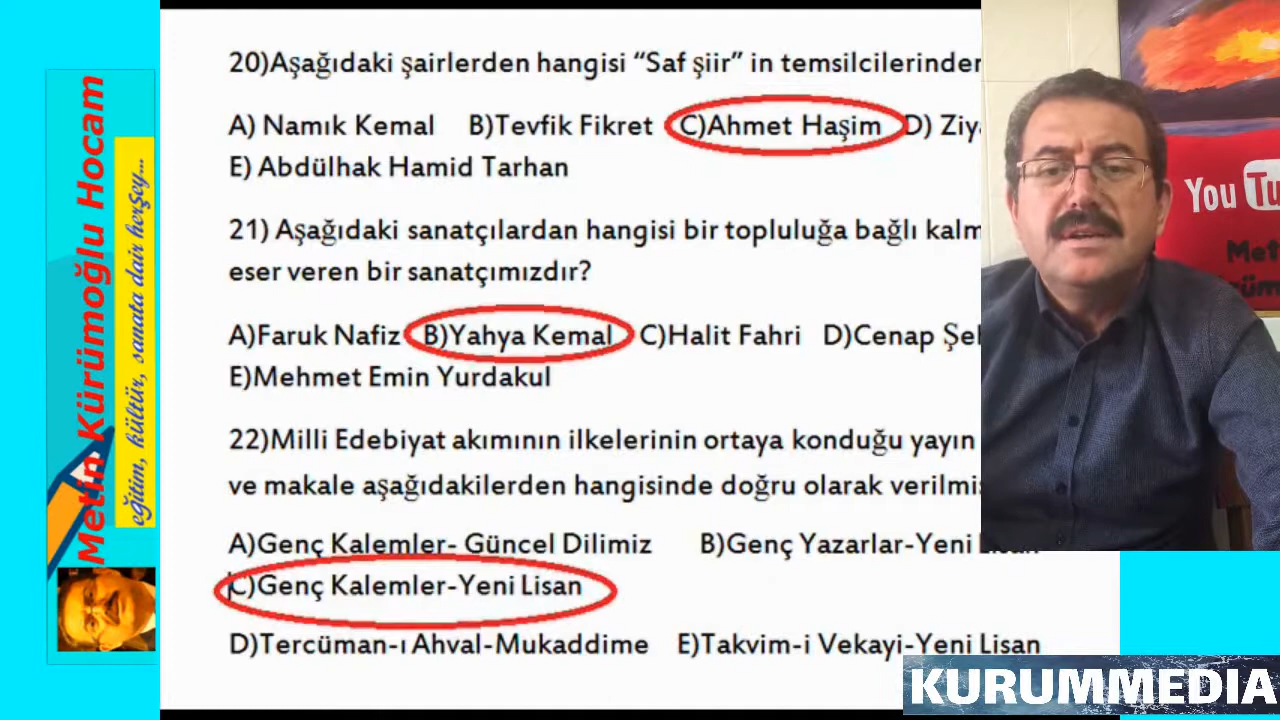 20)Aşağıdaki şairlerden hangisi “Saf şiir” in
A) Namık Kemal B)Tevfik Fikret C)Ahmet Haşim D)
E) Abdülhak Hamid Tarhan
21) Aşağıdaki sanatçılardan hangisi bir topluluğa bağlı
eser veren bir sanatçımızdır?
A)Faruk Nafiz B)Yahya Kemal C)Halit Fahri D)Cenap
E)Mehmet Emin Yurdakul
22)Milli Edebiyat akımının ilkelerinin ortaya konduğu yayın
ve makale aşağıdakilerden hangisinde doğru olarak
A)Genç Kalemler- Güncel Dilimiz B)Genç Yazarlar-Yeni Lisan
C)Genç Kalemler-Yeni Lisan
D)Tercüman-ı Ahval-Mukaddime E)Takvim-i Vekayi-Yeni Lisan
Metin Kürümoğlu Hocam
eğitim, kültür, sanata dair herşey...
You
KURUMMEDIA